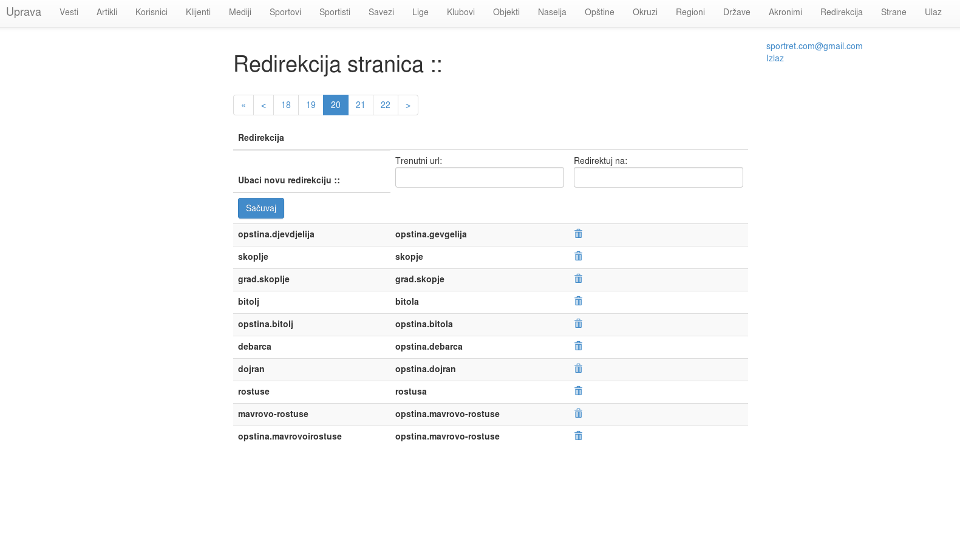 Uprava Vesti Artikli Korisnici Klijenti Mediji Sportovi Sportisti Savezi Lige Klubovi Objekti Naselja Opštine Okruzi Regioni Države Akronimi Redirekcija Strane Ulaz
sportret.com@gmail.com
Izlaz
Redirekcija stranica ::
« < 18 19 20 21 22 >
Redirekcija
Ubaci novu redirekciju :: Trenutni url: Redirektuj na:
Sačuvaj
opstina.djevdjelija opstina.gevgelija
skoplje skopje
grad.skoplje grad.skopje
bitolj bitola
opstina.bitolj opstina.bitola
debarca opstina.debarca
dojran opstina.dojran
rostuse rostusa
mavrovo-rostuse opstina.mavrovo-rostuse
opstina.mavrovoirostuse opstina.mavrovo-rostuse